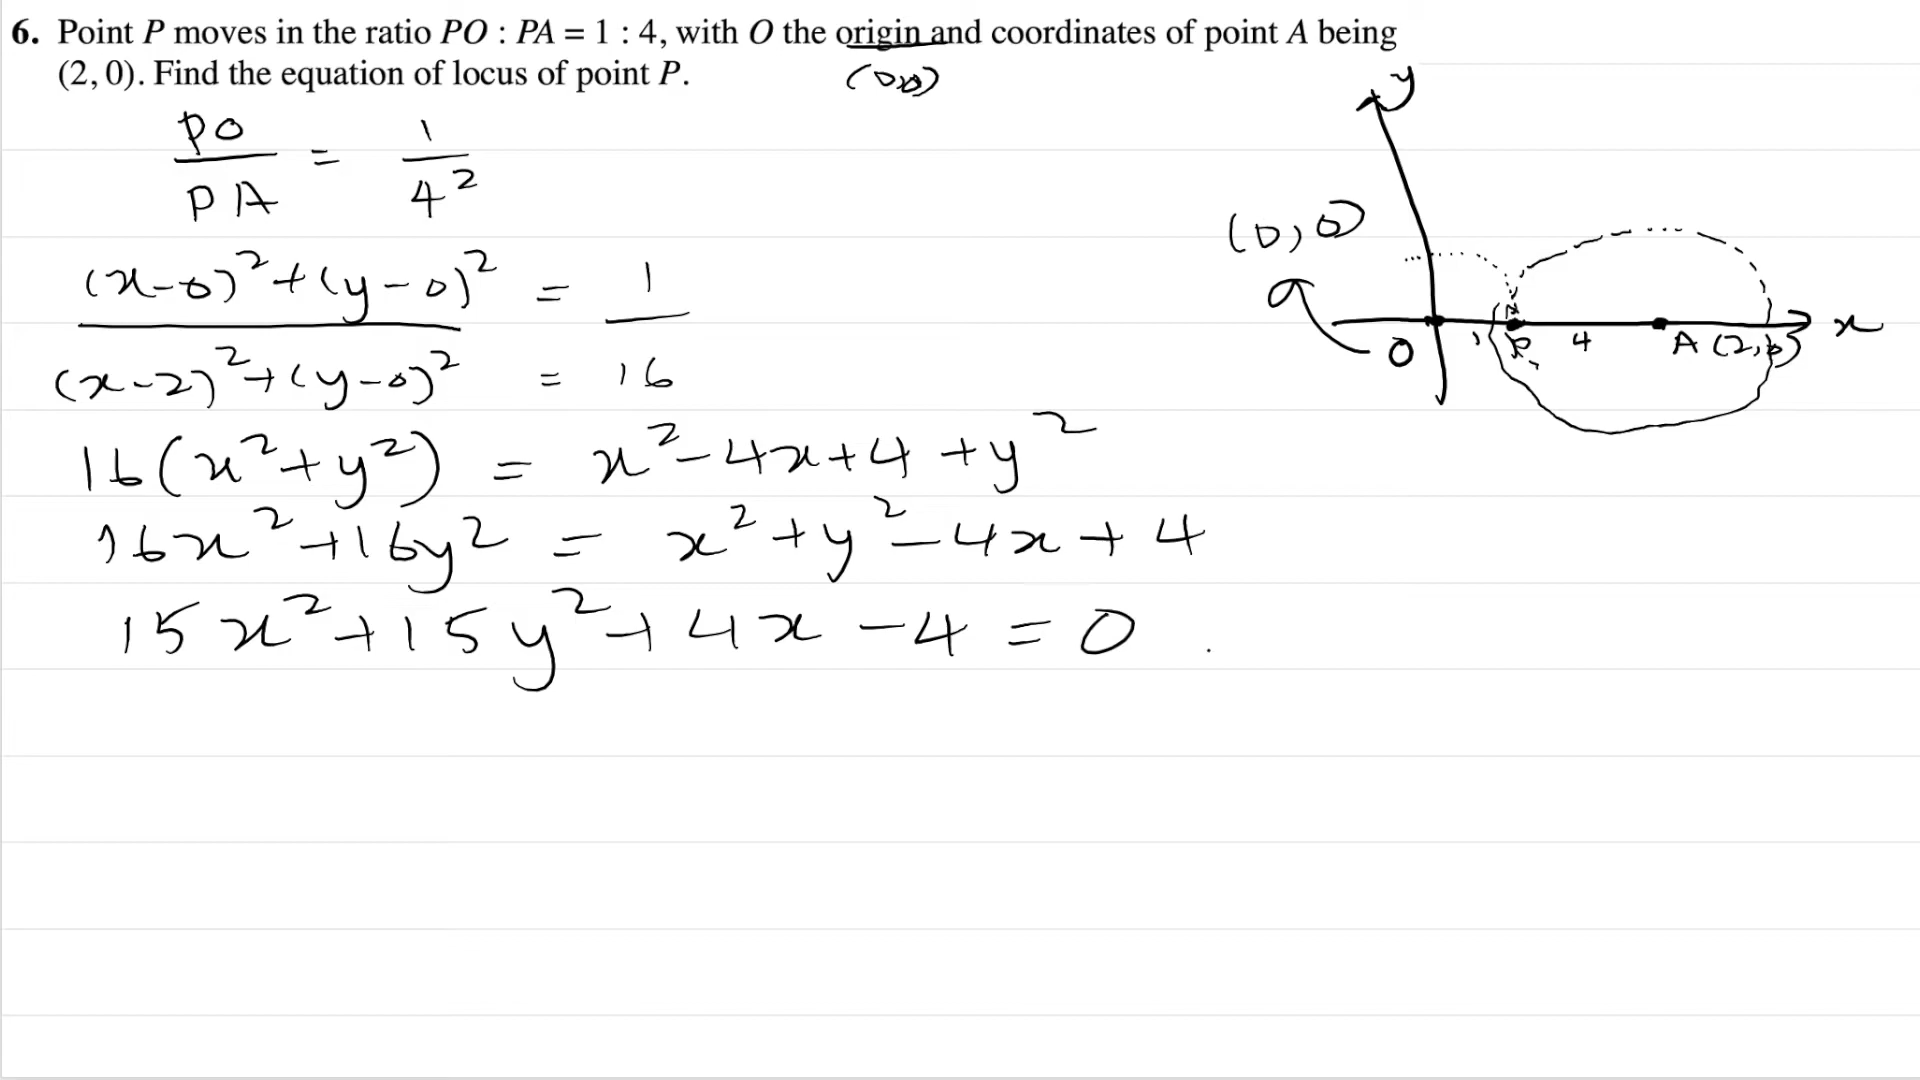 6. Point P moves in the ratio PO : PA = 1 : 4, with O the origin and coordinates of point A being
(2, 0). Find the equation of locus of point P.
(0,0)
PO/PA = 1/4²
(x-0)²+(y-0)² = 1
(x-2)²+(y-0)² = 16
16(x²+y²) = x²-4x+4+y²
16x²+16y² = x²+y²-4x+4
15x²+15y²+4x-4=0
y
(0,0)
x
O 1 P 4 A (2,0)